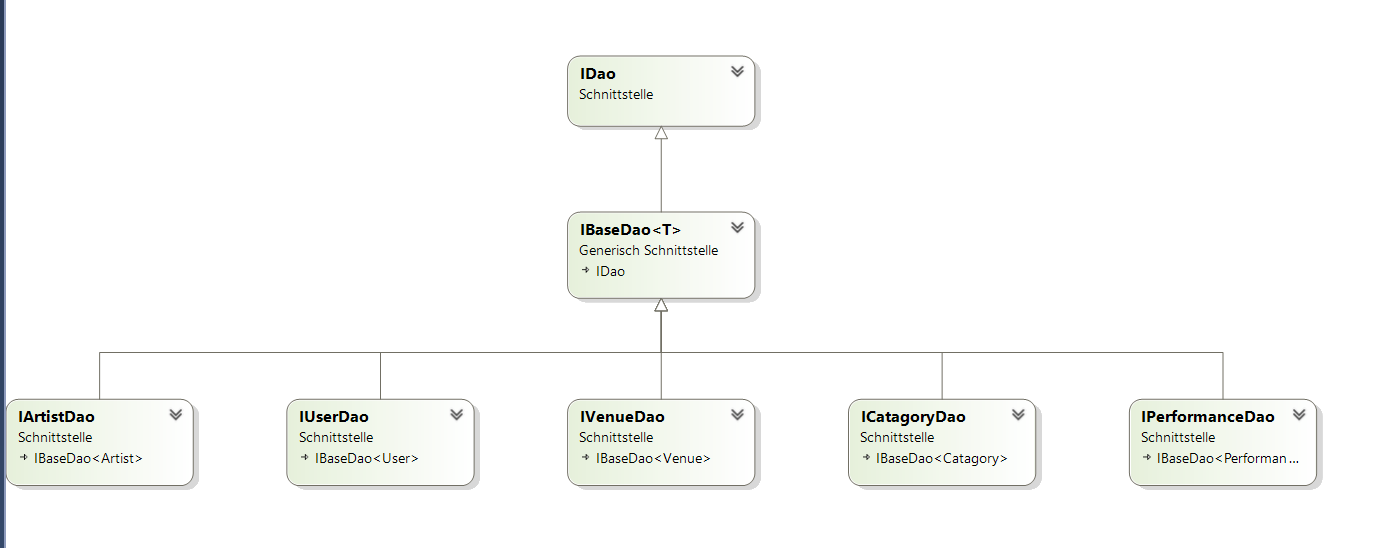 IDao
Schnittstelle
IBaseDao<T>
Generisch Schnittstelle
IDao
IArtistDao
Schnittstelle
IBaseDao<Artist>
IUserDao
Schnittstelle
IBaseDao<User>
IVenueDao
Schnittstelle
IBaseDao<Venue>
ICatagoryDao
Schnittstelle
IBaseDao<Catagory>
IPerformanceDao
Schnittstelle
IBaseDao<Performan...